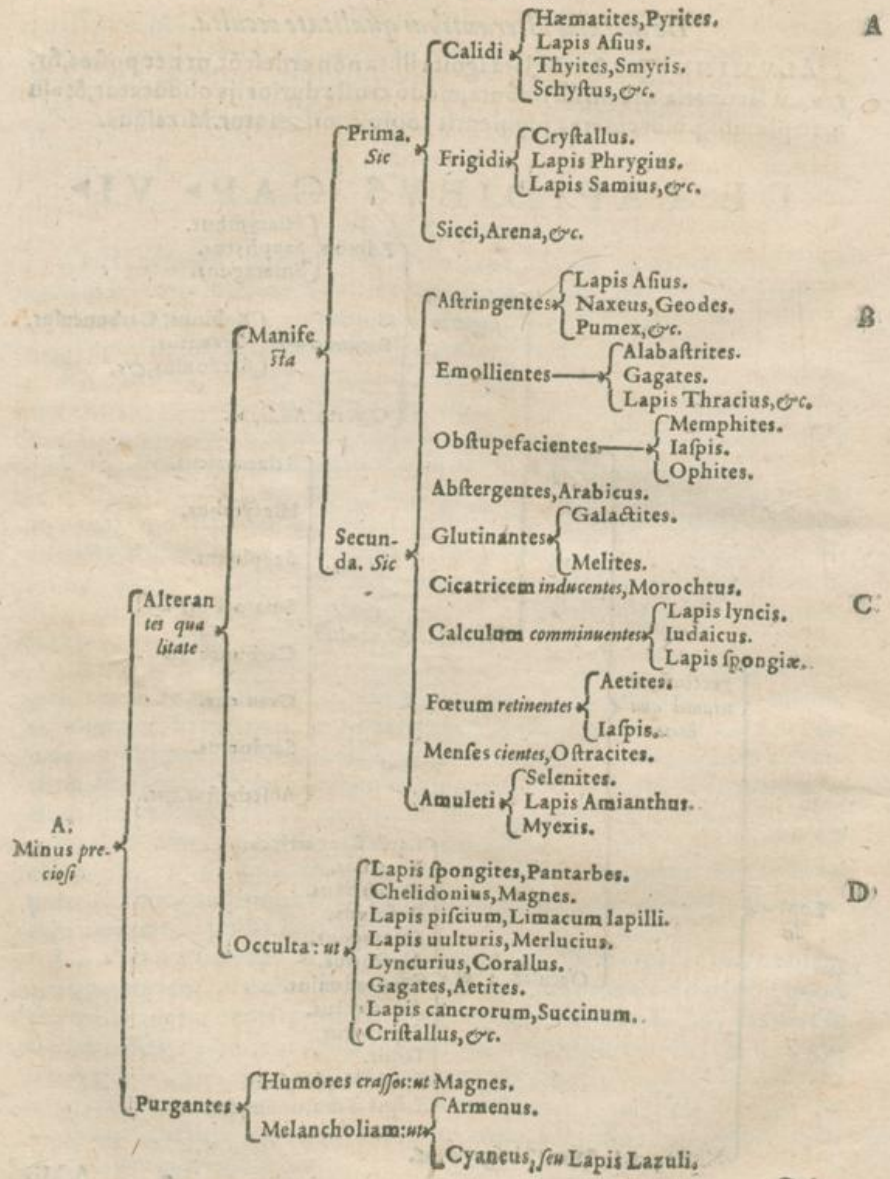 A
Hæmatites, Pyrites.
Calidi
Lapis Aſius.
Thyites, Smyris.
Schyſtus, &c.
Prima.
Sic
Cryſtallus.
Frigidi
Lapis Phrygius.
Lapis Samius, &c.
Sicci, Arena, &c.
Lapis Aſius.
Aſtringentes
Naxeus, Geodes.
B
Pumex, &c.
Manife
ſta
Alabaſtrites.
Emollientes
Gagates.
Lapis Thracius, &c.
Memphites.
Obſtupefacientes
Iaſpis.
Ophites.
Abſtergentes, Arabicus.
Galactites.
Secun-
da. Sic
Glutinantes
Melites.
Cicatricem inducentes, Morochtus.
Alteran
tes qua
litate
C
Lapis lyncis.
Calculum comminuentes
Iudaicus.
Lapis ſpongiæ.
Aetites.
Fœtum retinentes
Iaſpis.
Menſes cientes, Oſtracites.
Selenites.
Amuleti
Lapis Amianthus.
Myexis.
A.
Minus pre-
cioſi
Lapis ſpongites, Pantarbes.
Chelidonius, Magnes.
D
Lapis piſcium, Limacum lapilli.
Occulta: ut
Lapis uulturis, Merlucius.
Lyncurius, Corallus.
Gagates, Aetites.
Lapis cancrorum, Succinum.
Criſtallus, &c.
Humores craſſos: ut Magnes.
Purgantes
Armenus.
Melancholiam: ut
Cyaneus, ſeu Lapis Lazuli.